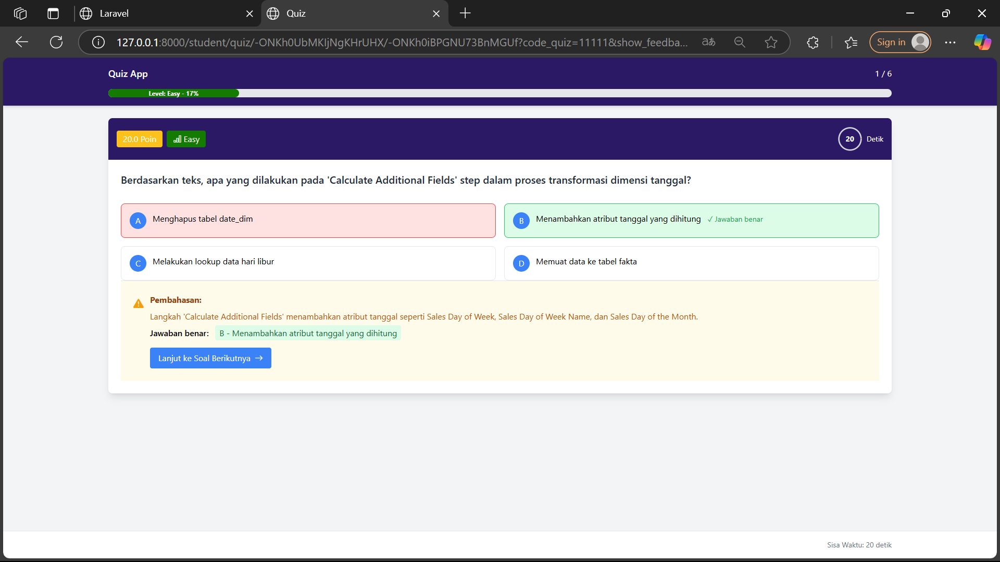 Laravel
Quiz
127.0.0.1:8000/student/quiz/-ONKh0UbMKIjNgKHrUHX/-ONKh0iBPGNU73BnMGUf?code_quiz=11111&show_feedba...
aあ
Sign in
Quiz App
1 / 6
Level: Easy - 17%
20.0 Poin
Easy
20 Detik
Berdasarkan teks, apa yang dilakukan pada 'Calculate Additional Fields' step dalam proses transformasi dimensi tanggal?
A Menghapus tabel date_dim
B Menambahkan atribut tanggal yang dihitung ✓ Jawaban benar
C Melakukan lookup data hari libur
D Memuat data ke tabel fakta
Pembahasan:
Langkah 'Calculate Additional Fields' menambahkan atribut tanggal seperti Sales Day of Week, Sales Day of Week Name, dan Sales Day of the Month.
Jawaban benar: B - Menambahkan atribut tanggal yang dihitung
Lanjut ke Soal Berikutnya →
Sisa Waktu: 20 detik